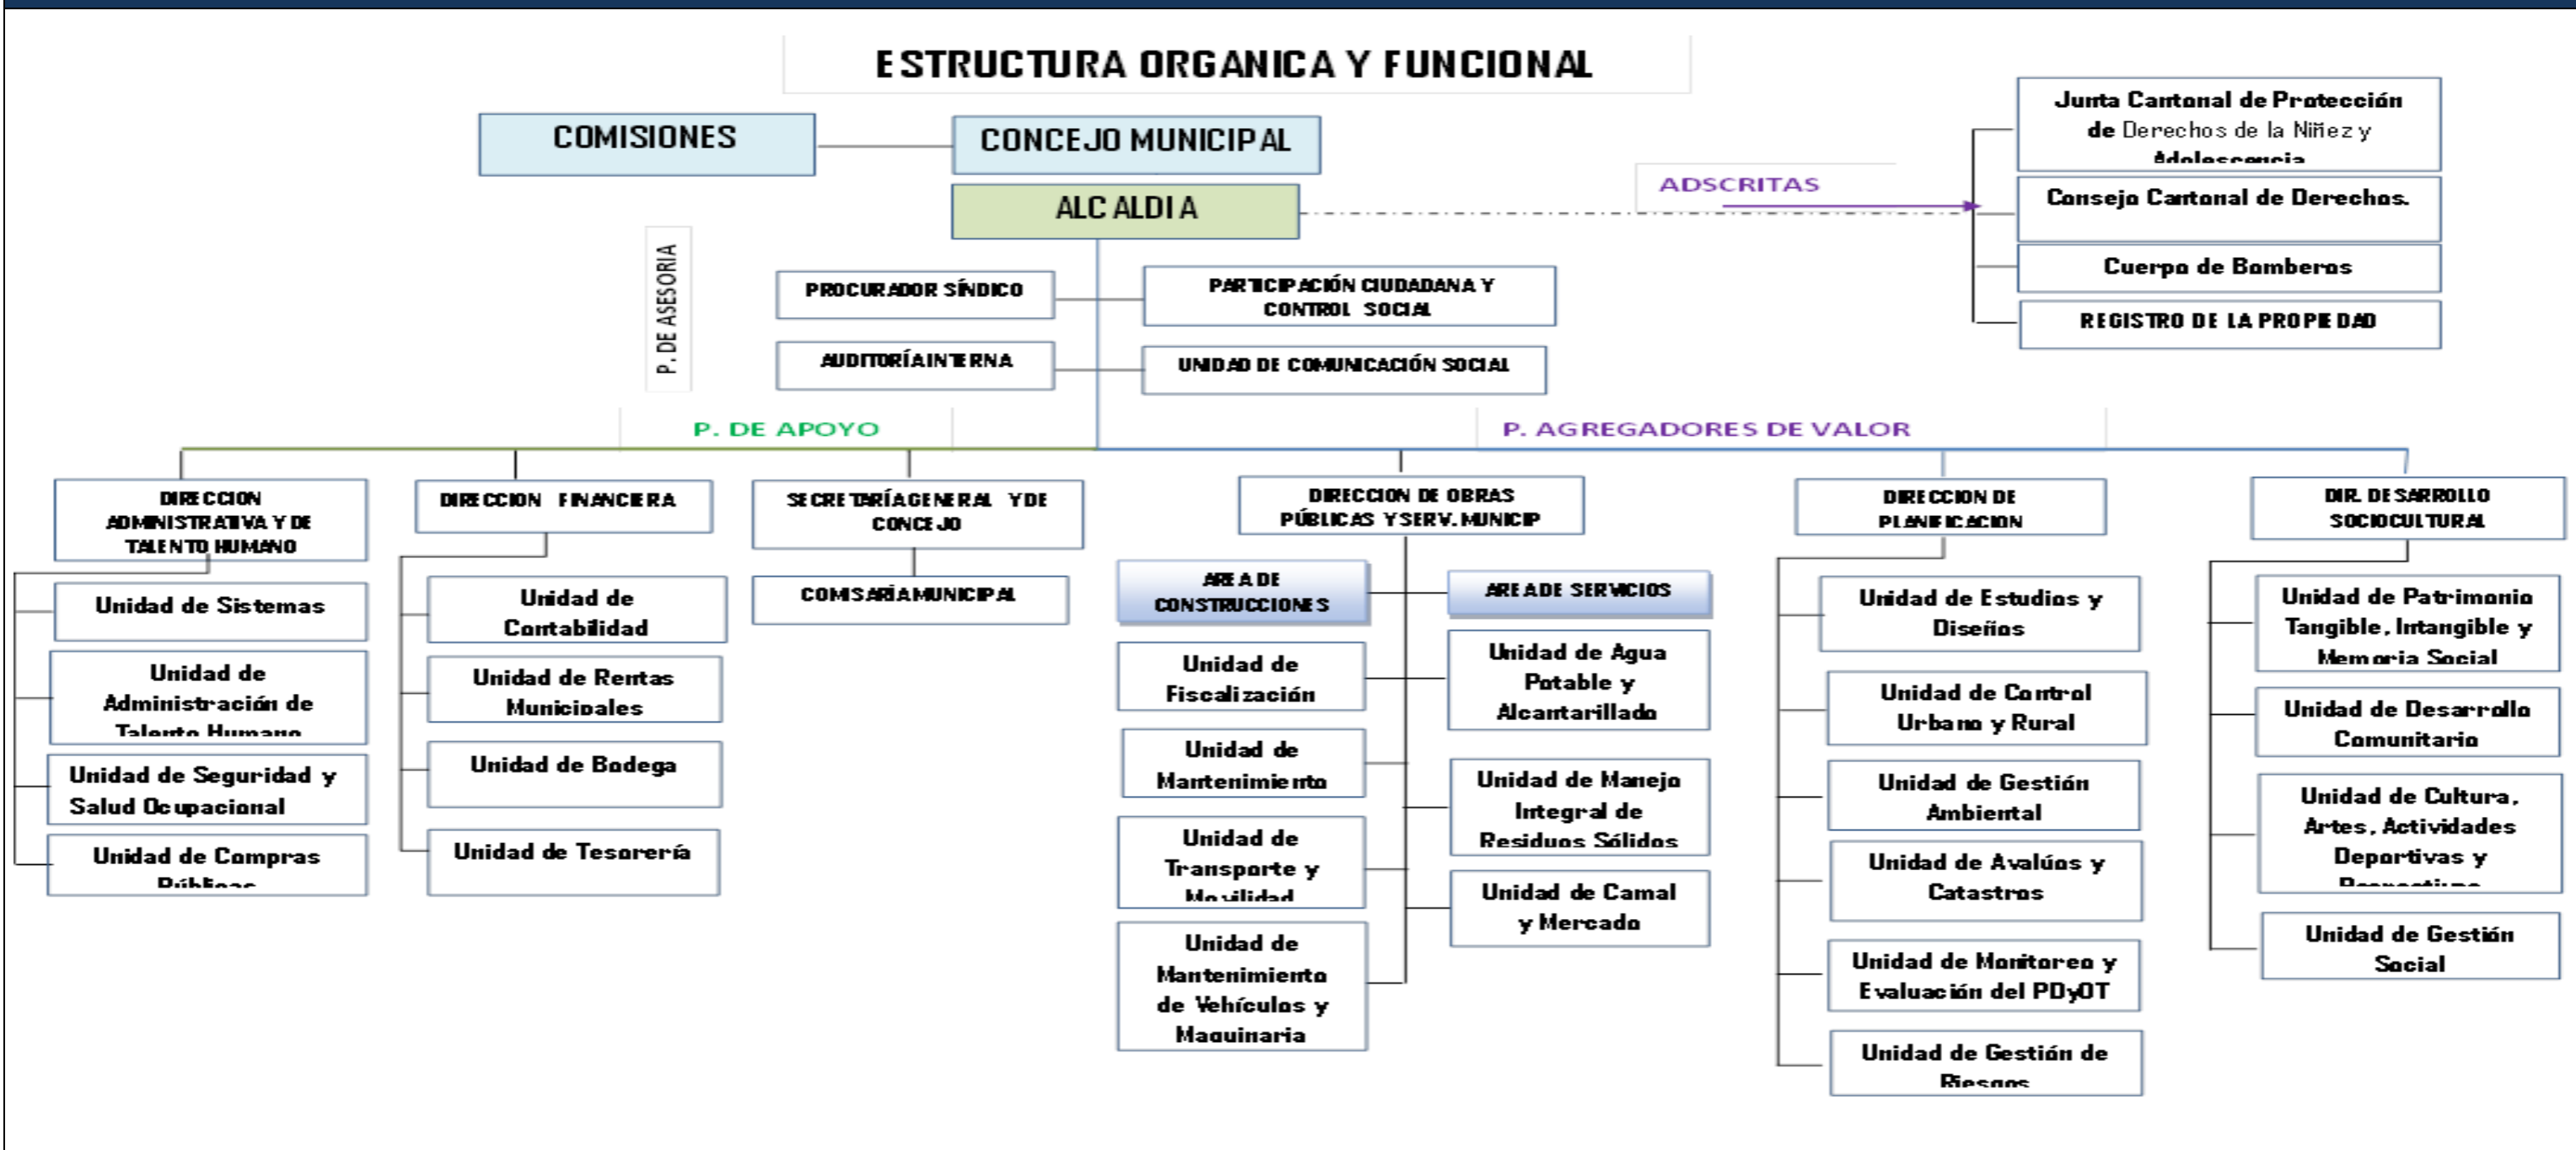 ESTRUCTURA ORGANICA Y FUNCIONAL
COMISIONES
CONCEJO MUNICIPAL
ALCALDIA
ADSCRITAS
Junta Cantonal de Protección
de Derechos de la Niñez y
Adolescencia
Consejo Cantonal de Derechos.
Cuerpo de Bomberos
REGISTRO DE LA PROPIEDAD
P. DE ASESORIA
PROCURADOR SÍNDICO
PARTICIPACIÓN CIUDADANA Y
CONTROL SOCIAL
AUDITORÍA INTERNA
UNIDAD DE COMUNICACIÓN SOCIAL
P. DE APOYO
P. AGREGADORES DE VALOR
DIRECCION
ADMINISTRATIVA Y DE
TALENTO HUMANO
Unidad de Sistemas
Unidad de
Administración de
Talento Humano
Unidad de Seguridad y
Salud Ocupacional
Unidad de Compras
Públicas
DIRECCION FINANCIERA
Unidad de
Contabilidad
Unidad de Rentas
Municipales
Unidad de Bodega
Unidad de Tesorería
SECRETARÍA GENERAL Y DE
CONCEJO
COMISARÍA MUNICIPAL
DIRECCION DE OBRAS
PÚBLICAS Y SERV. MUNICIP
AREA DE
CONSTRUCCIONES
Unidad de
Fiscalización
Unidad de
Mantenimiento
Unidad de
Transporte y
Movilidad
Unidad de
Mantenimiento
de Vehículos y
Maquinaria
AREA DE SERVICIOS
Unidad de Agua
Potable y
Alcantarillado
Unidad de Manejo
Integral de
Residuos Sólidos
Unidad de Camal
y Mercado
DIRECCION DE
PLANIFICACION
Unidad de Estudios y
Diseños
Unidad de Control
Urbano y Rural
Unidad de Gestión
Ambiental
Unidad de Avalúos y
Catastros
Unidad de Monitoreo y
Evaluación del PDyOT
Unidad de Gestión de
Riesgos
DIR. DESARROLLO
SOCIOCULTURAL
Unidad de Patrimonio
Tangible, Intangible y
Memoria Social
Unidad de Desarrollo
Comunitario
Unidad de Cultura,
Artes, Actividades
Deportivas y
Unidad de Gestión
Social